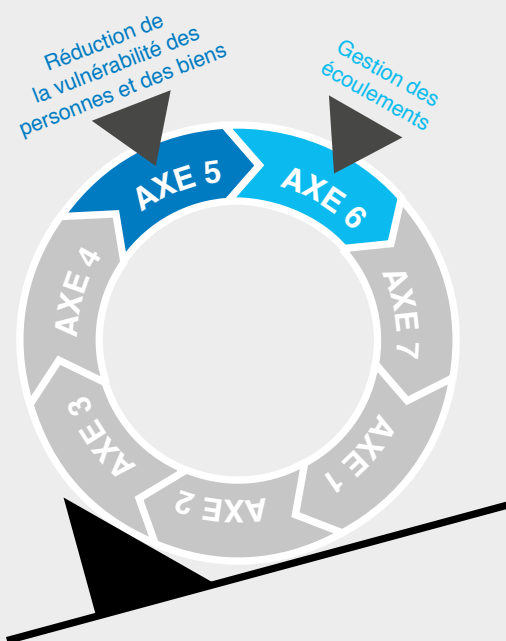 Réduction de
la vulnérabilité des
personnes et des biens
Gestion des
écoulements
AXE 5
AXE 6
AXE 7
AXE 1
AXE 2
AXE 3
AXE 4